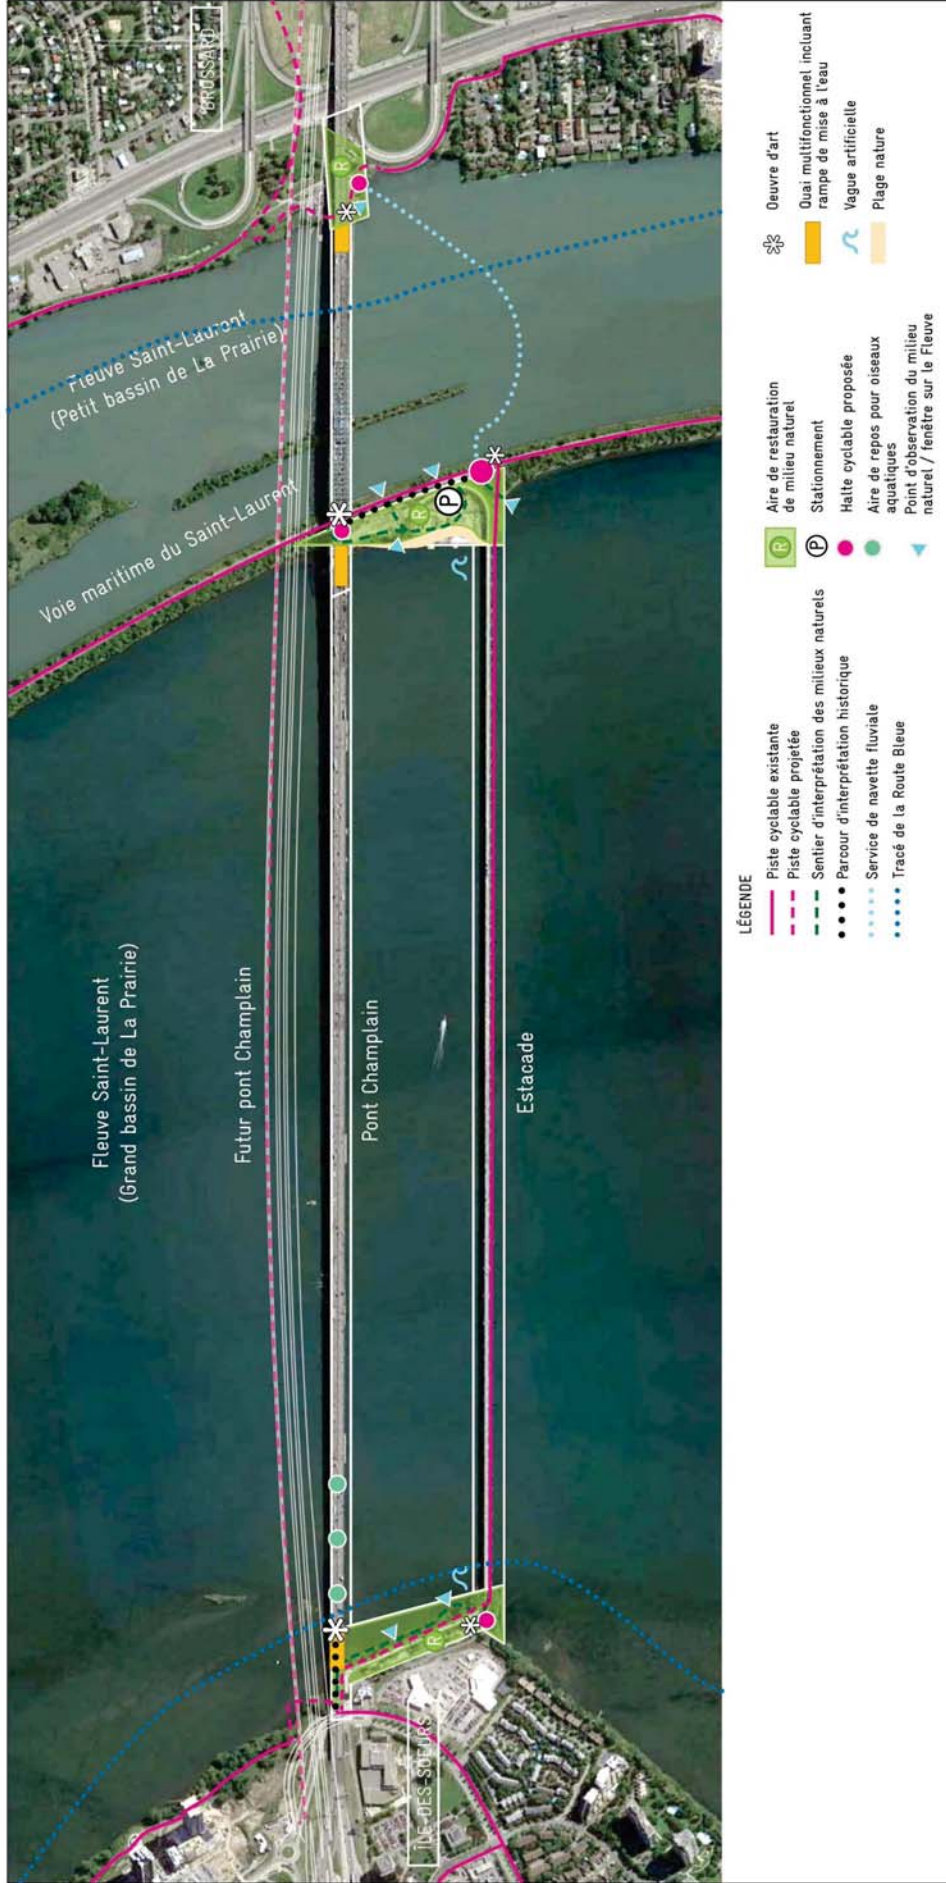 BROSSARD
Fleuve Saint-Laurent
(Petit bassin de La Prairie)
Voie maritime du Saint-Laurent
R
R
P
Fleuve Saint-Laurent
(Grand bassin de La Prairie)
Futur pont Champlain
Pont Champlain
Estacade
R
ÎLE-DES-SOEURS
LÉGENDE
Piste cyclable existante
Piste cyclable projetée
Sentier d'interprétation des milieux naturels
Parcour d'interprétation historique
Service de navette fluviale
Tracé de la Route Bleue
R
Aire de restauration
de milieu naturel
P
Stationnement
Halte cyclable proposée
Aire de repos pour oiseaux
aquatiques
Point d'observation du milieu
naturel / fenêtre sur le Fleuve
Oeuvre d'art
Quai multifonctionnel incluant
rampe de mise à l'eau
Vague artificielle
Plage nature